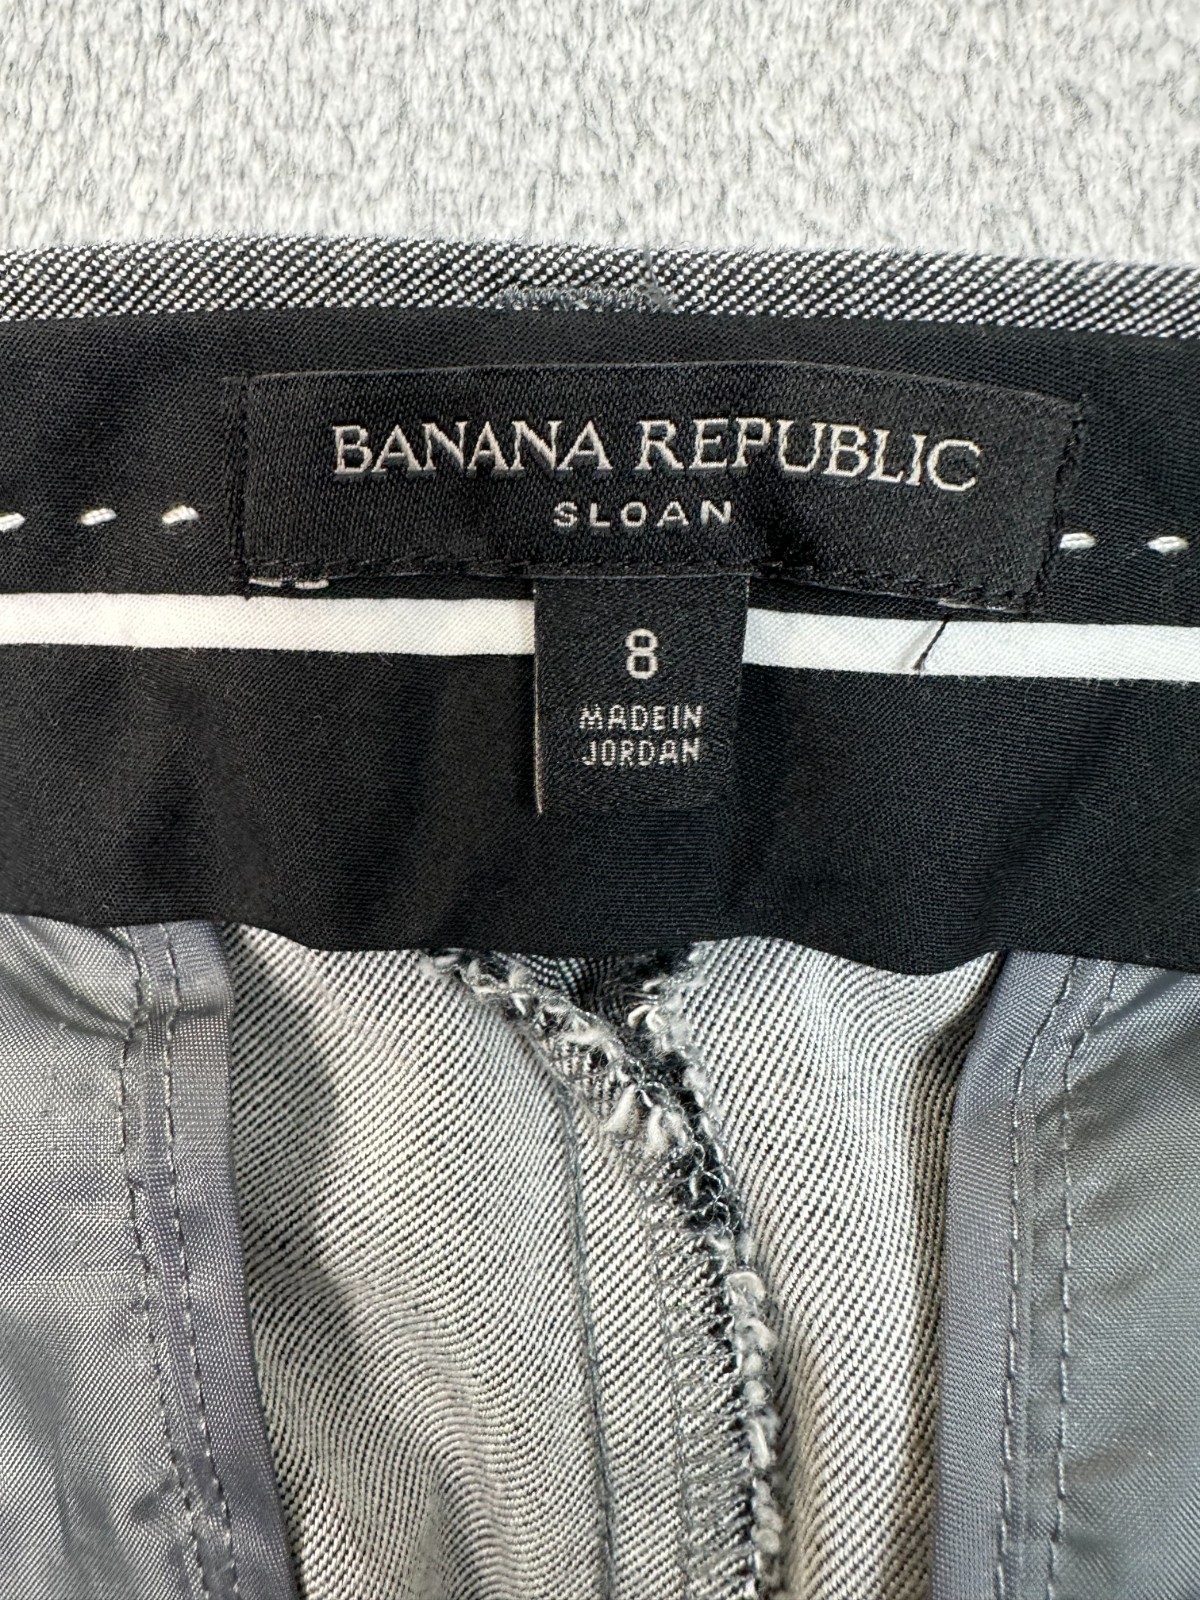 BANANA REPUBLIC
SLOAN
8
MADE IN
JORDAN